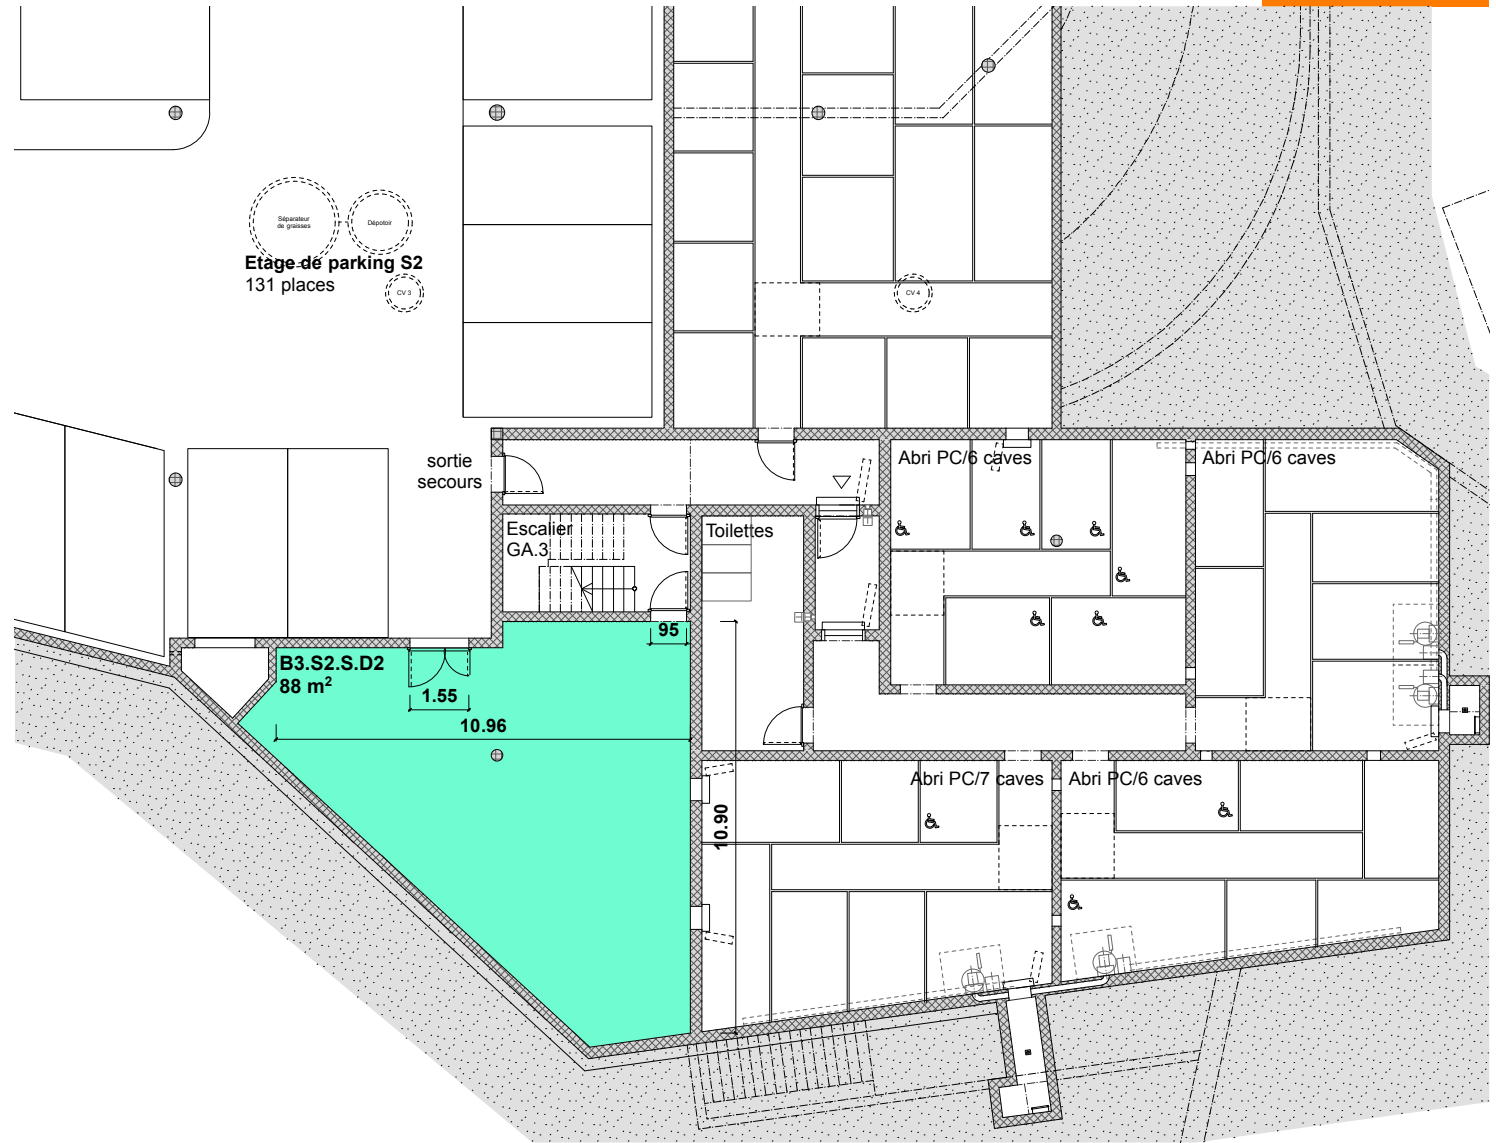 Séparateur
de graisses
Dépotoir
Etage de parking S2
131 places
CV 3
CV 4
sortie
secours
Abri PC/6 caves
Abri PC/6 caves
Escalier
GA.3
Toilettes
95
B3.S2.S.D2
88 m²
1.55
10.96
10.90
Abri PC/7 caves
Abri PC/6 caves